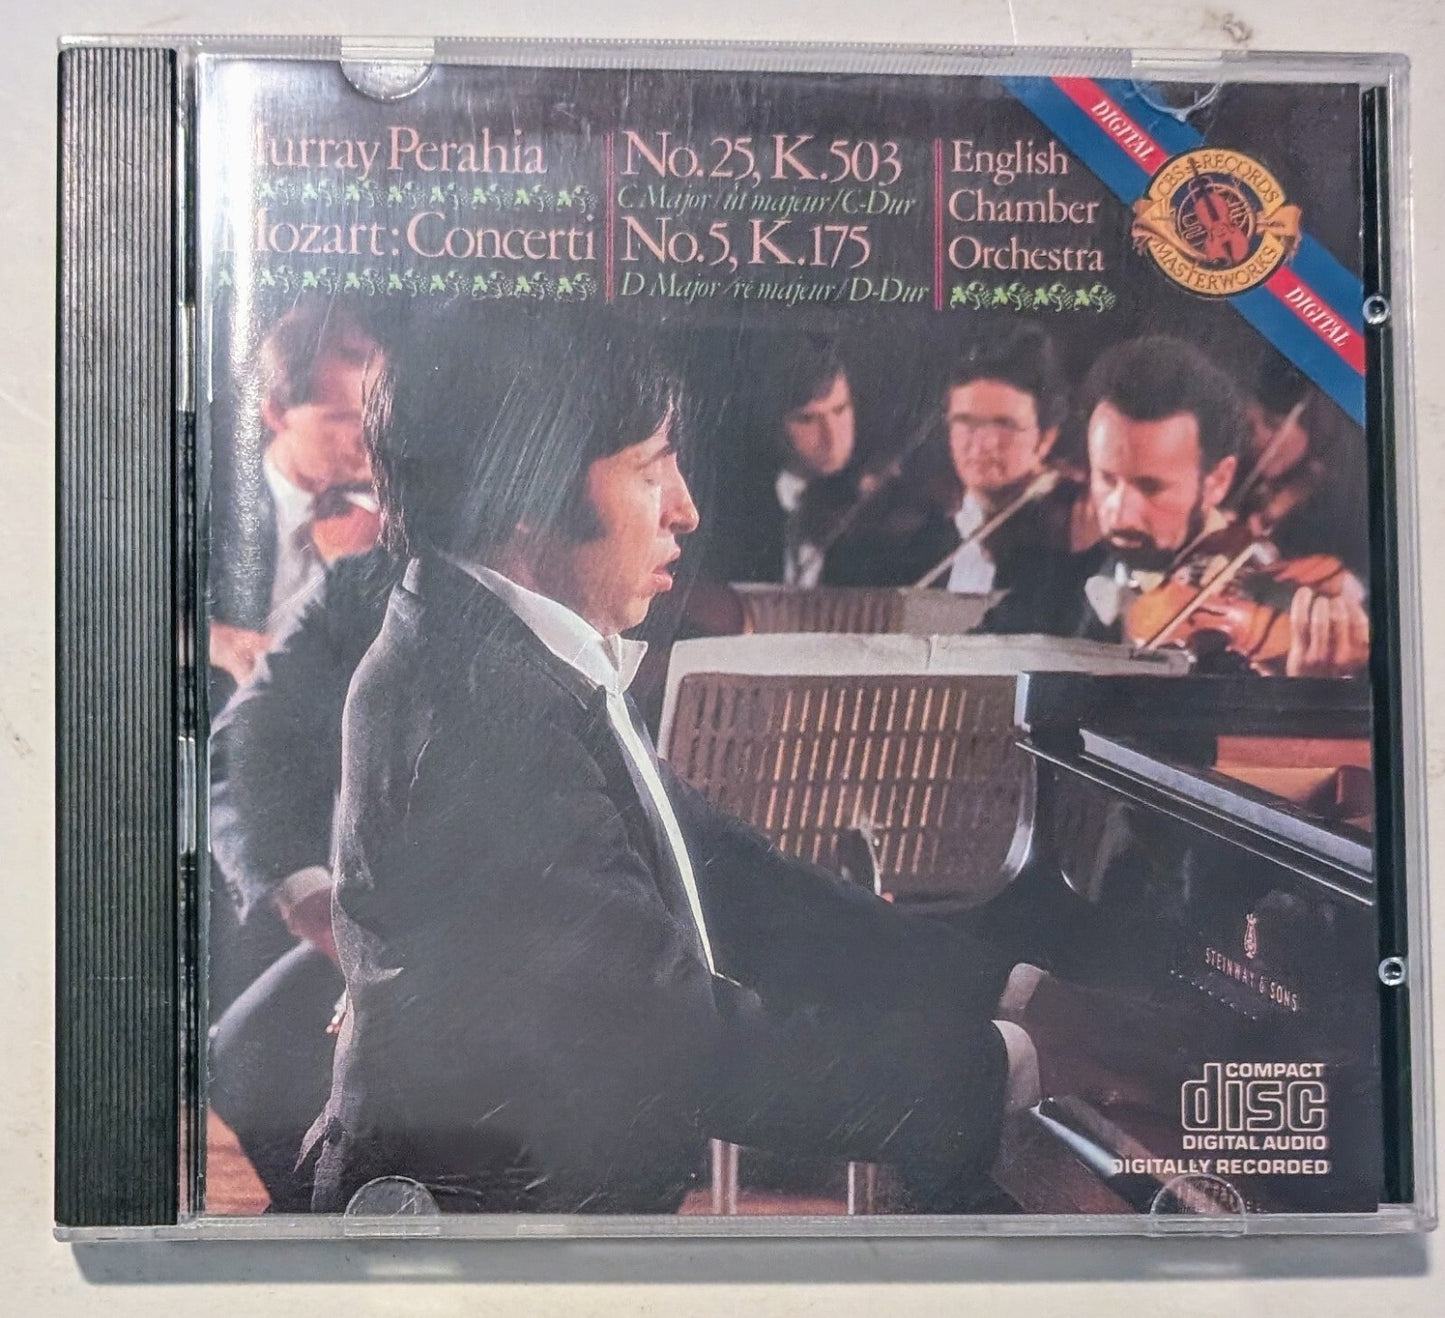 Murray Perahia
Mozart: Concerti
No. 25, K. 503
C Major/ut majeur/C-Dur
No. 5, K. 175
D Major/ré majeur/D-Dur
English
Chamber
Orchestra
DIGITAL
CBS RECORDS
MASTERWORKS
DIGITAL
STEINWAY & SONS
COMPACT
disc
DIGITAL AUDIO
DIGITALLY RECORDED